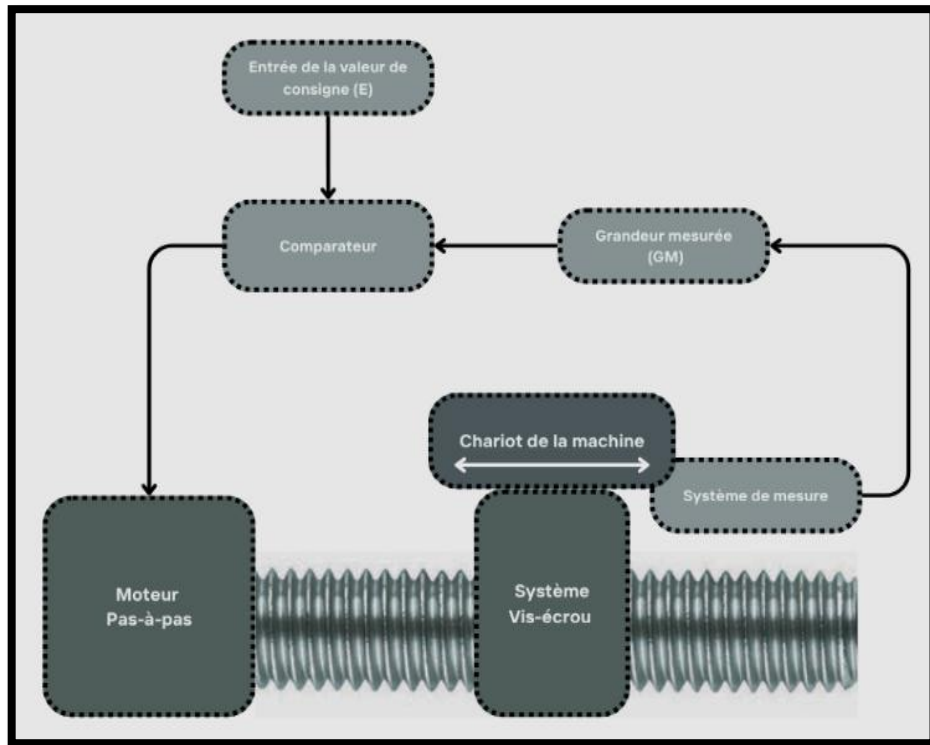 Entrée de la valeur de
consigne (E)
Comparateur
Grandeur mesurée
(GM)
Chariot de la machine
Système de mesure
Moteur
Pas-à-pas
Système
Vis-écrou